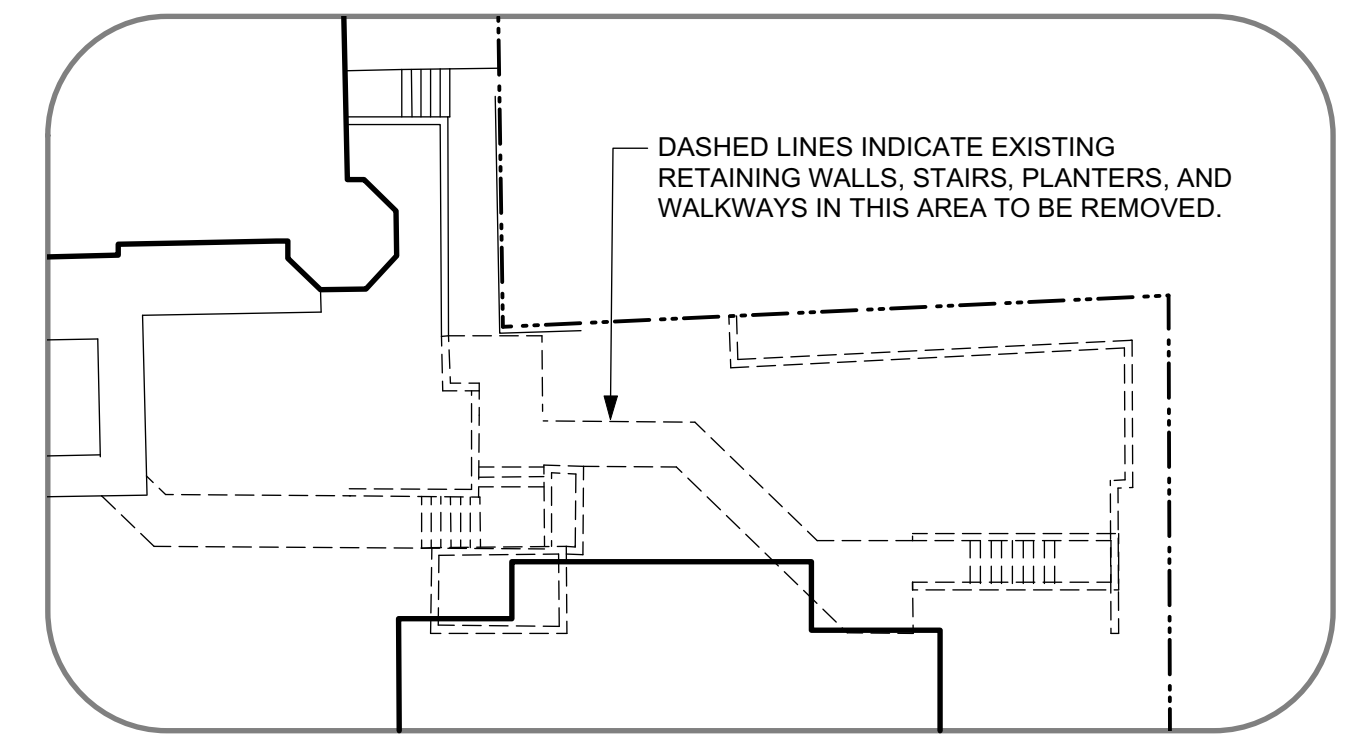 DASHED LINES INDICATE EXISTING
RETAINING WALLS, STAIRS, PLANTERS, AND
WALKWAYS IN THIS AREA TO BE REMOVED.